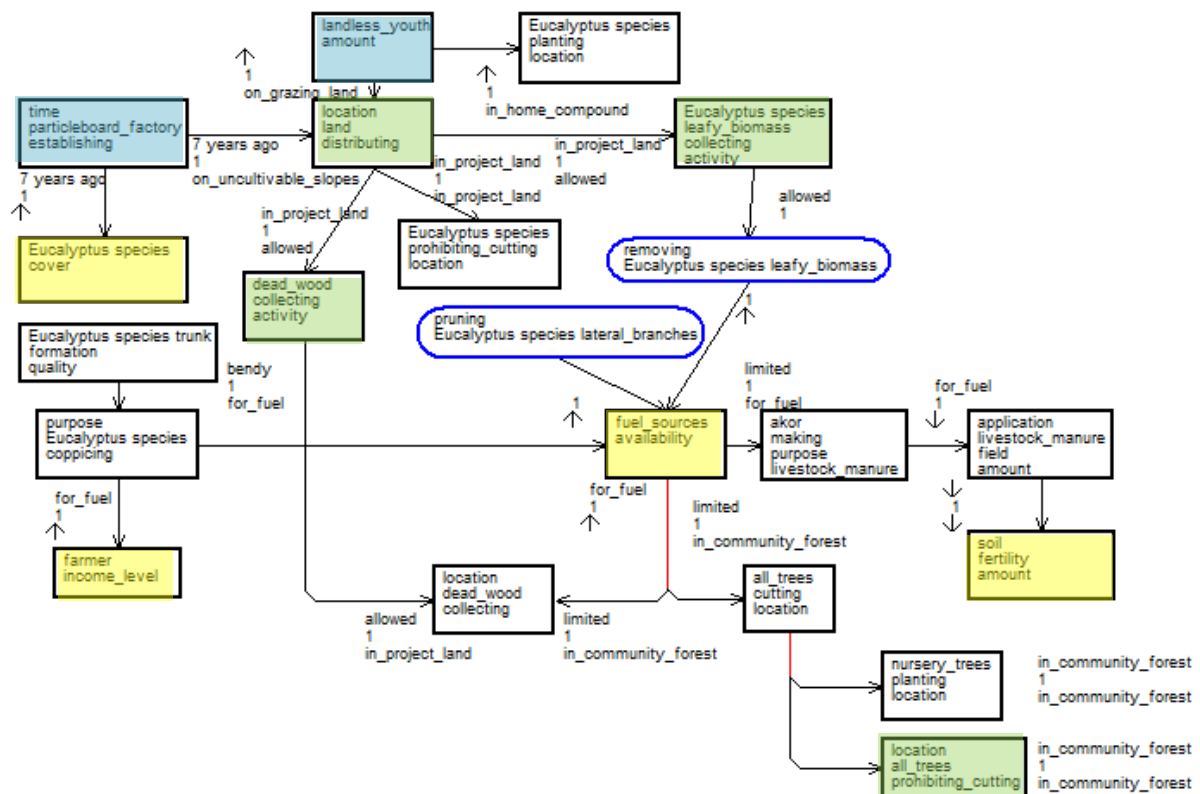 landless_youth
amount
Eucalyptus species
planting
location
↑
1
on_grazing_land
↑
1
in_home_compound
time
particleboard_factory
establishing
7 years ago
1
on_uncultivable_slopes
location
land
distributing
in_project_land
1
in_project_land
in_project_land
1
allowed
Eucalyptus species
leafy_biomass
collecting
activity
7 years ago
1
↑
in_project_land
1
allowed
allowed
1
Eucalyptus species
cover
Eucalyptus species
prohibiting_cutting
location
removing
Eucalyptus species leafy_biomass
dead_wood
collecting
activity
1
↑
pruning
Eucalyptus species lateral_branches
Eucalyptus species trunk
formation
quality
bendy
1
for_fuel
limited
1
for_fuel
for_fuel
1
↓
purpose
Eucalyptus species
coppicing
↑
1
fuel_sources
availability
akor
making
purpose
livestock_manure
application
livestock_manure
field
amount
for_fuel
1
↑
for_fuel
1
↑
limited
1
in_community_forest
↓
1
↓
farmer
income_level
soil
fertility
amount
location
dead_wood
collecting
all_trees
cutting
location
allowed
1
in_project_land
limited
1
in_community_forest
nursery_trees
planting
location
in_community_forest
1
in_community_forest
location
all_trees
prohibiting_cutting
in_community_forest
1
in_community_forest